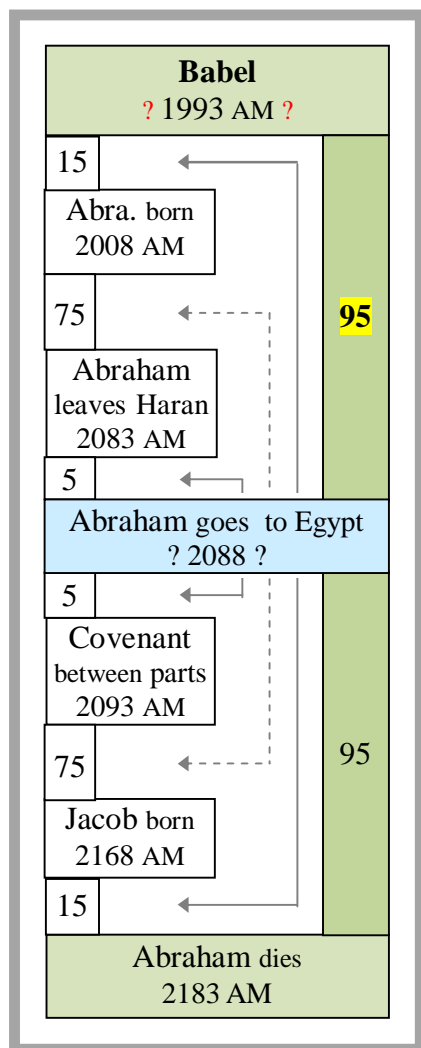 Babel
? 1993 AM ?
15
Abra. born
2008 AM
75
95
Abraham
leaves Haran
2083 AM
5
Abraham goes to Egypt
? 2088 ?
5
Covenant
between parts
2093 AM
95
75
Jacob born
2168 AM
15
Abraham dies
2183 AM